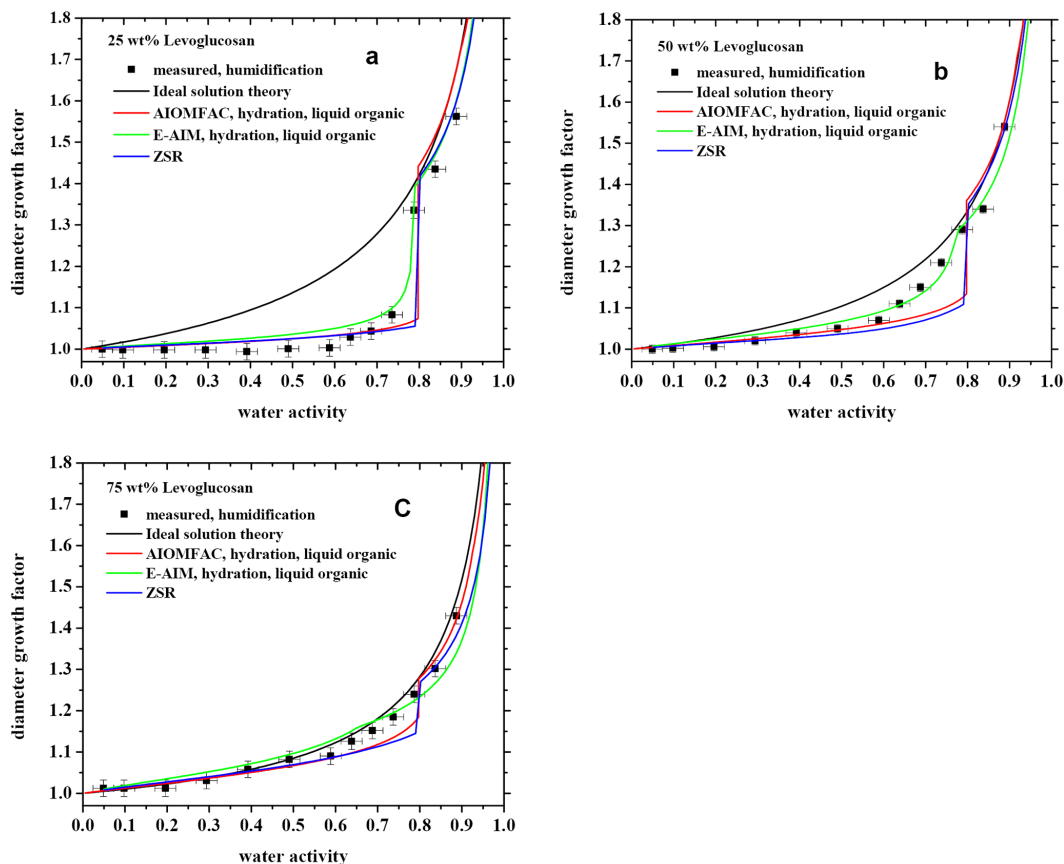 25 wt% Levoglucosan
a
measured, humidification
Ideal solution theory
AIOMFAC, hydration, liquid organic
E-AIM, hydration, liquid organic
ZSR
diameter growth factor
1.8
1.7
1.6
1.5
1.4
1.3
1.2
1.1
1.0
0.0 0.1 0.2 0.3 0.4 0.5 0.6 0.7 0.8 0.9 1.0
water activity
50 wt% Levoglucosan
b
measured, humidification
Ideal solution theory
AIOMFAC, hydration, liquid organic
E-AIM, hydration, liquid organic
ZSR
diameter growth factor
1.8
1.7
1.6
1.5
1.4
1.3
1.2
1.1
1.0
0.0 0.1 0.2 0.3 0.4 0.5 0.6 0.7 0.8 0.9 1.0
water activity
75 wt% Levoglucosan
C
measured, humidification
Ideal solution theory
AIOMFAC, hydration, liquid organic
E-AIM, hydration, liquid organic
ZSR
diameter growth factor
1.8
1.7
1.6
1.5
1.4
1.3
1.2
1.1
1.0
0.0 0.1 0.2 0.3 0.4 0.5 0.6 0.7 0.8 0.9 1.0
water activity